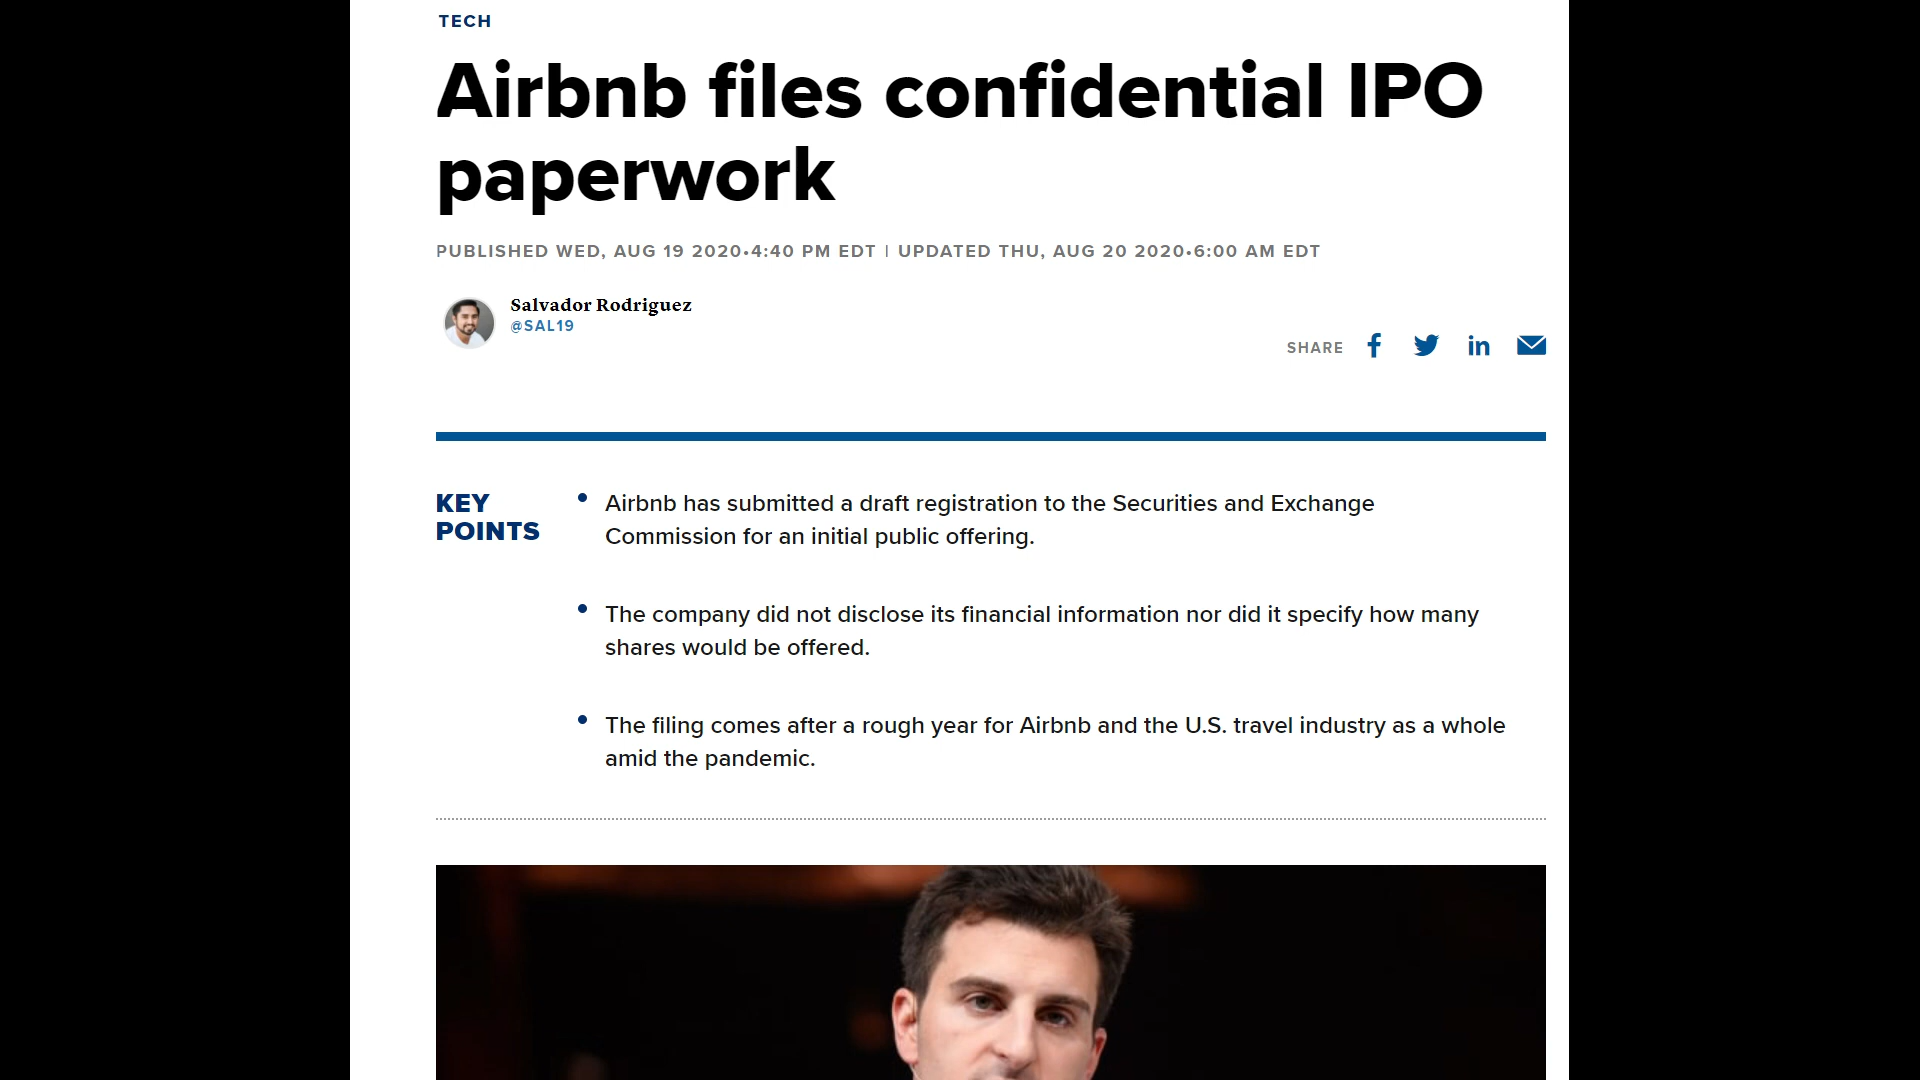 TECH
Airbnb files confidential IPO
paperwork
PUBLISHED WED, AUG 19 2020•4:40 PM EDT | UPDATED THU, AUG 20 2020•6:00 AM EDT
Salvador Rodriguez
@SAL19
SHARE
KEY
POINTS
• Airbnb has submitted a draft registration to the Securities and Exchange
Commission for an initial public offering.
• The company did not disclose its financial information nor did it specify how many
shares would be offered.
• The filing comes after a rough year for Airbnb and the U.S. travel industry as a whole
amid the pandemic.